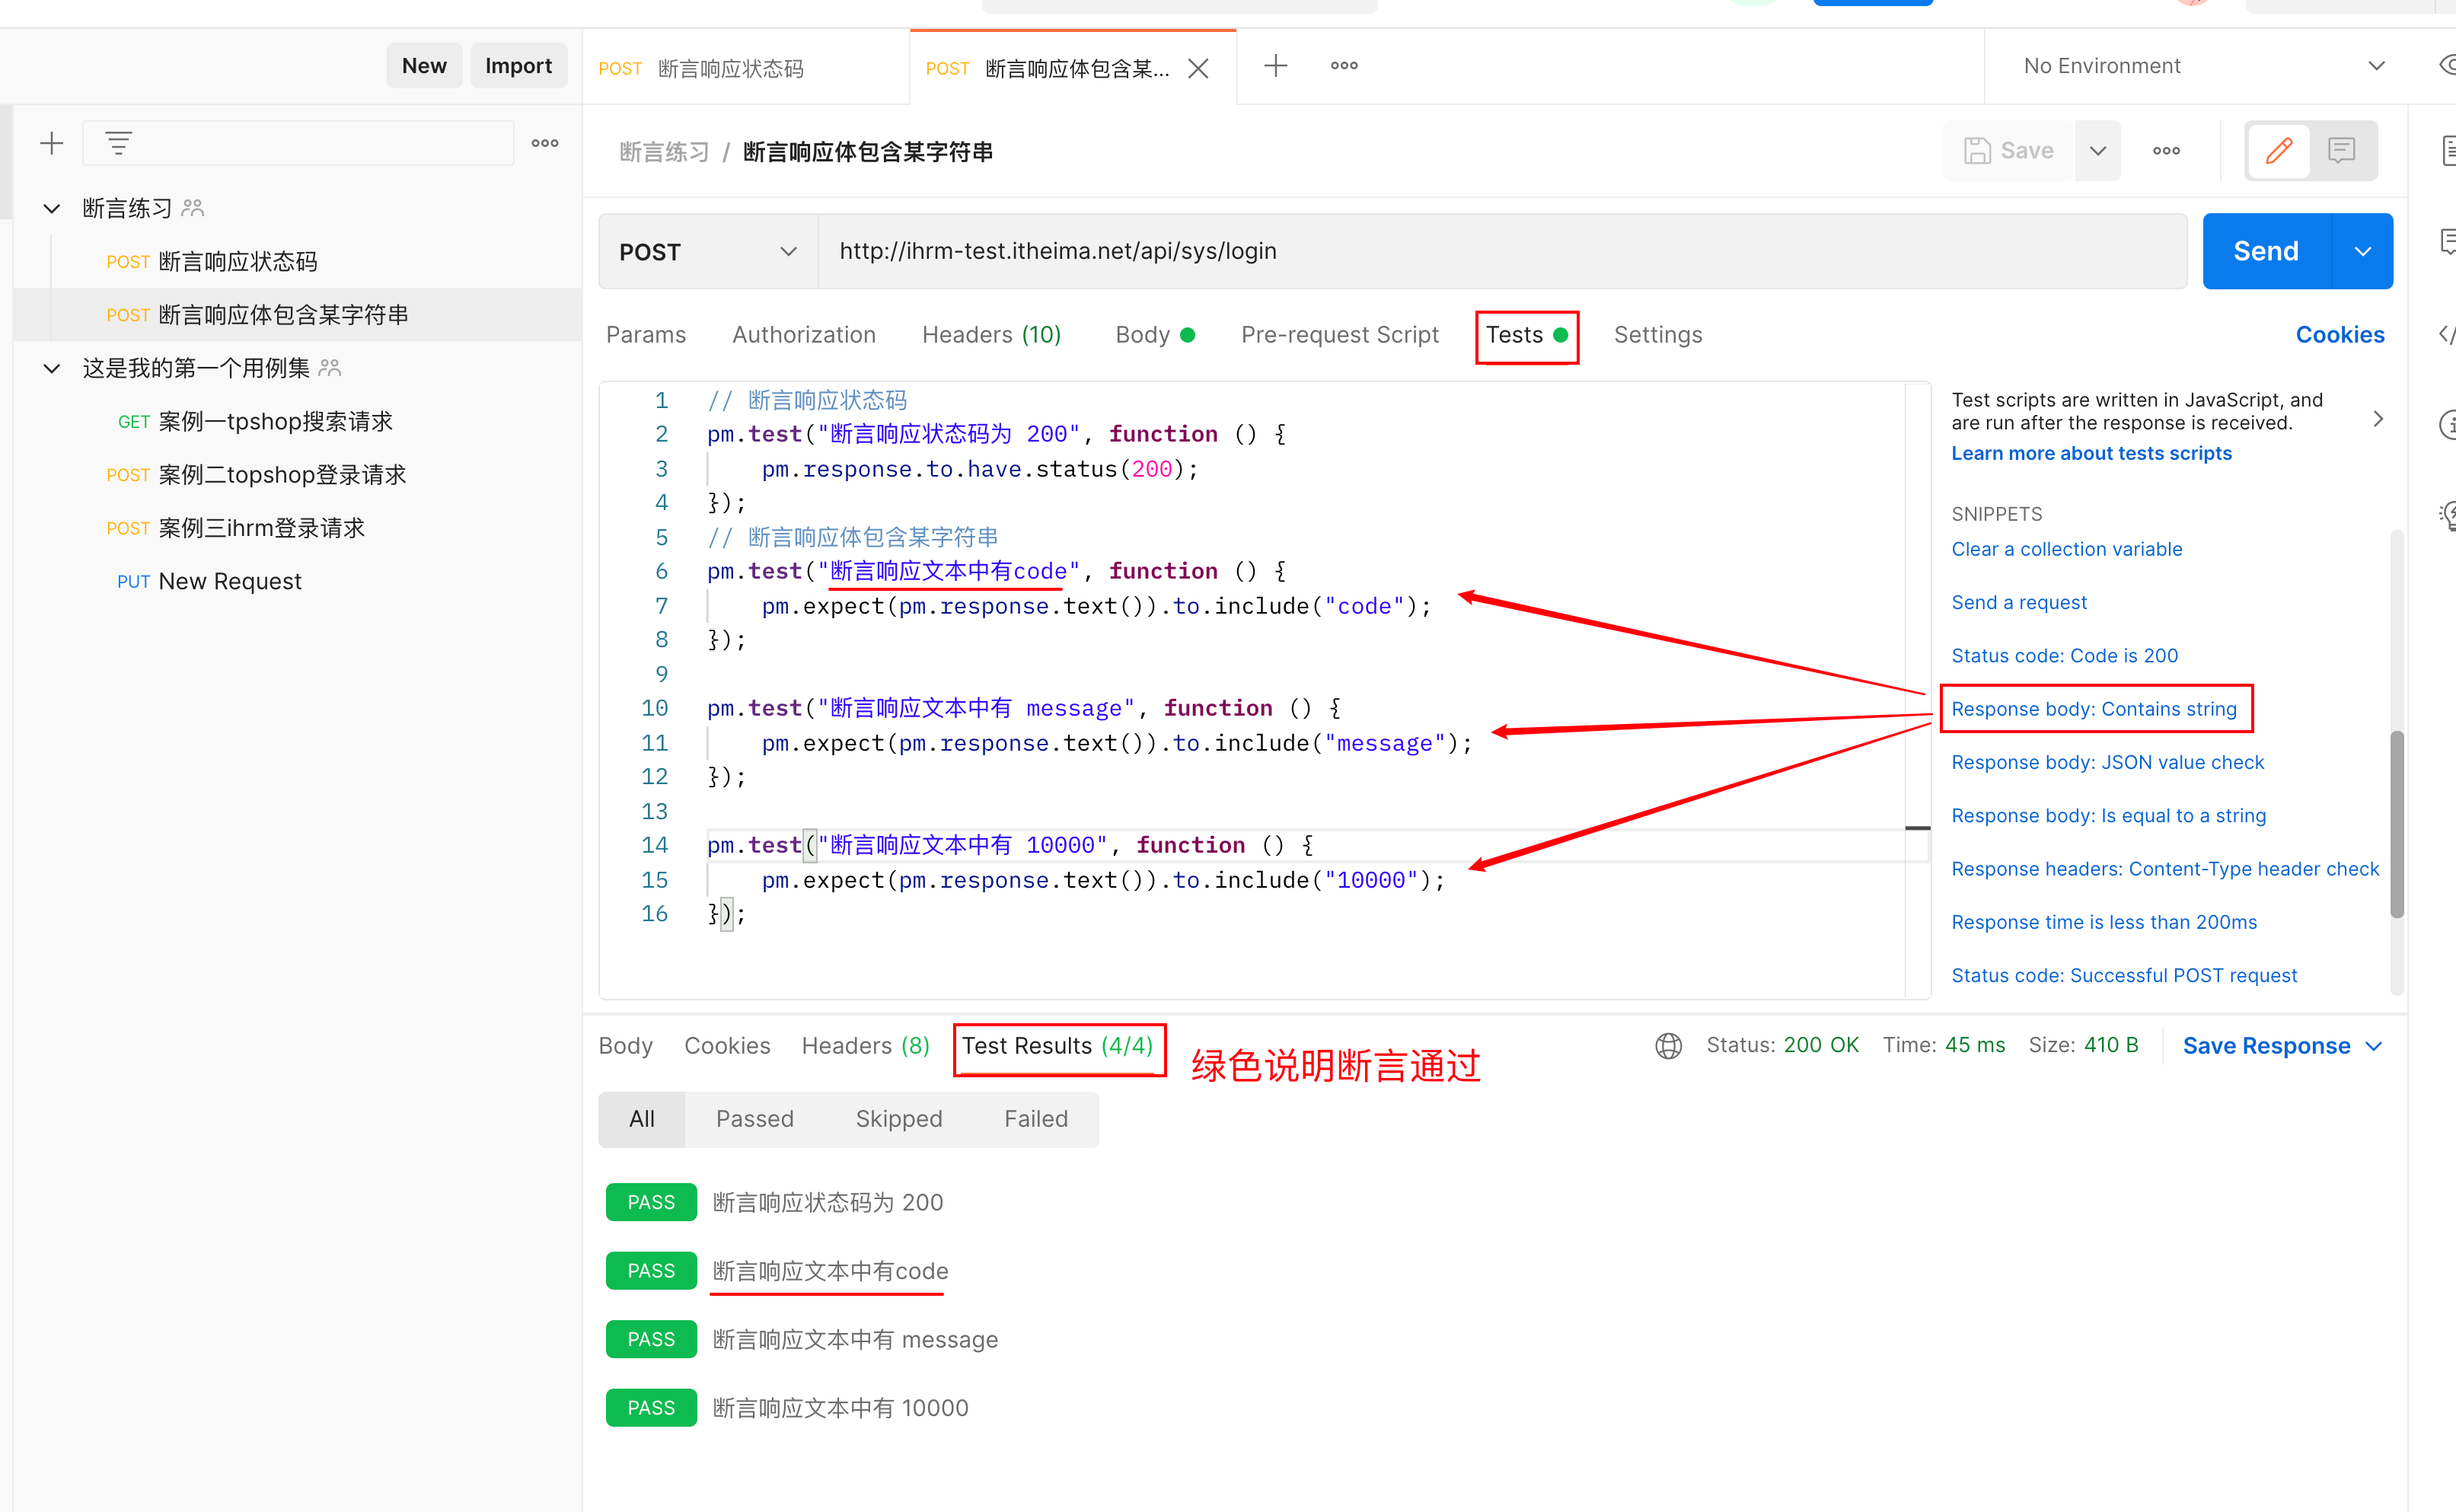 New
Import
POST 断言响应状态码
POST 断言响应体包含某...
No Environment
断言练习 / 断言响应体包含某字符串
Save
断言练习
POST 断言响应状态码
POST 断言响应体包含某字符串
这是我的第一个用例集
GET 案例一tpshop搜索请求
POST 案例二topshop登录请求
POST 案例三ihrm登录请求
PUT New Request
POST
http://ihrm-test.itheima.net/api/sys/login
Send
Params
Authorization
Headers (10)
Body
Pre-request Script
Tests
Settings
Cookies
1 // 断言响应状态码
2 pm.test("断言响应状态码为 200", function () {
3 pm.response.to.have.status(200);
4 });
5 // 断言响应体包含某字符串
6 pm.test("断言响应文本中有code", function () {
7 pm.expect(pm.response.text()).to.include("code");
8 });
9
10 pm.test("断言响应文本中有 message", function () {
11 pm.expect(pm.response.text()).to.include("message");
12 });
13
14 pm.test("断言响应文本中有 10000", function () {
15 pm.expect(pm.response.text()).to.include("10000");
16 });
Test scripts are written in JavaScript, and
are run after the response is received.
Learn more about tests scripts
SNIPPETS
Clear a collection variable
Send a request
Status code: Code is 200
Response body: Contains string
Response body: JSON value check
Response body: Is equal to a string
Response headers: Content-Type header check
Response time is less than 200ms
Status code: Successful POST request
Body
Cookies
Headers (8)
Test Results (4/4)
绿色说明断言通过
Status: 200 OK
Time: 45 ms
Size: 410 B
Save Response
All
Passed
Skipped
Failed
PASS 断言响应状态码为 200
PASS 断言响应文本中有code
PASS 断言响应文本中有 message
PASS 断言响应文本中有 10000